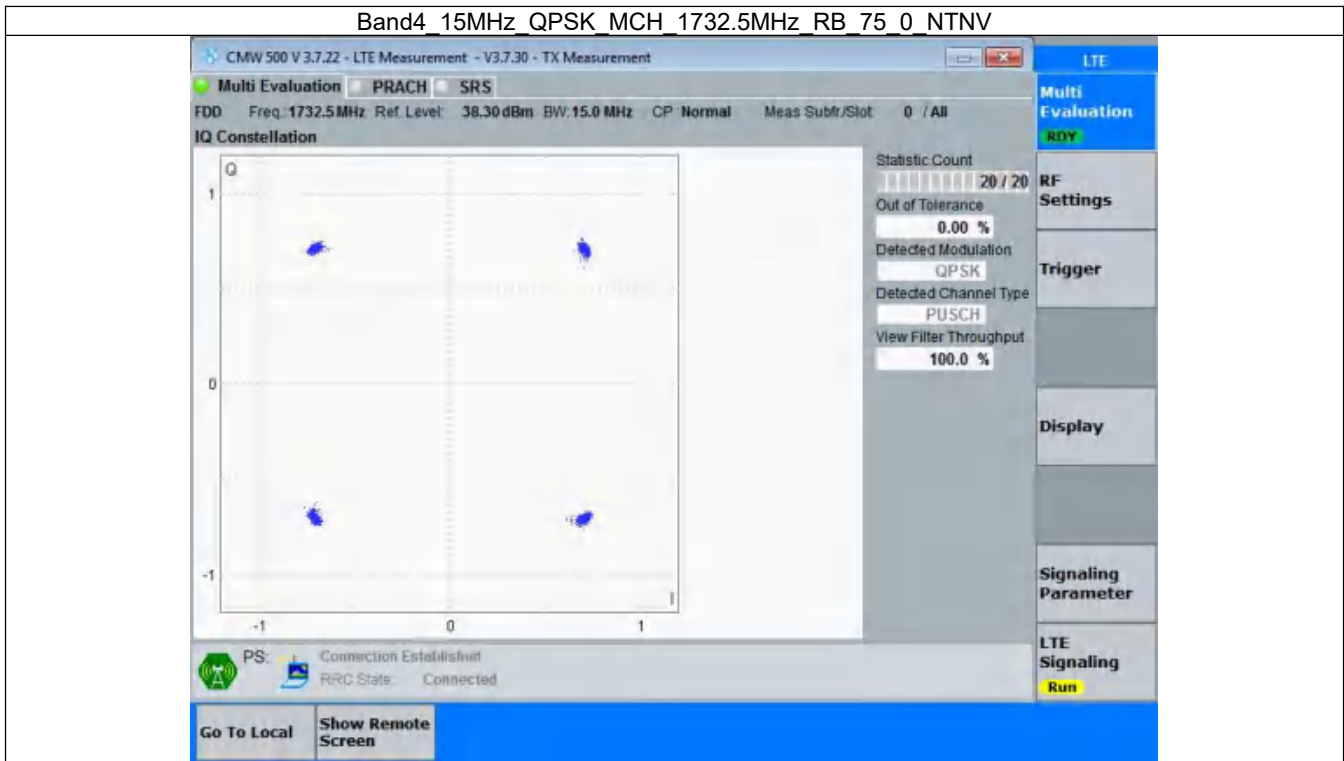 Band4_15MHz_QPSK_MCH_1732.5MHz_RB_75_0_NTNV
CMW 500 V 3.7.22 - LTE Measurement - V3.7.30 - TX Measurement
LTE
Multi Evaluation PRACH SRS
FDD Freq.: 1732.5 MHz Ref. Level: 38.30 dBm BW: 15.0 MHz CP: Normal Meas Subfr./Slot: 0 / All
IQ Constellation
Multi
Evaluation
RDY
Q
1
0
-1
-1 0 1
I
Statistic Count
20 / 20
Out of Tolerance
0.00 %
Detected Modulation
QPSK
Detected Channel Type
PUSCH
View Filter Throughput
100.0 %
RF
Settings
Trigger
Display
Signaling
Parameter
LTE
Signaling
Run
PS: Connection Established
RRC State: Connected
Go To Local
Show Remote
Screen